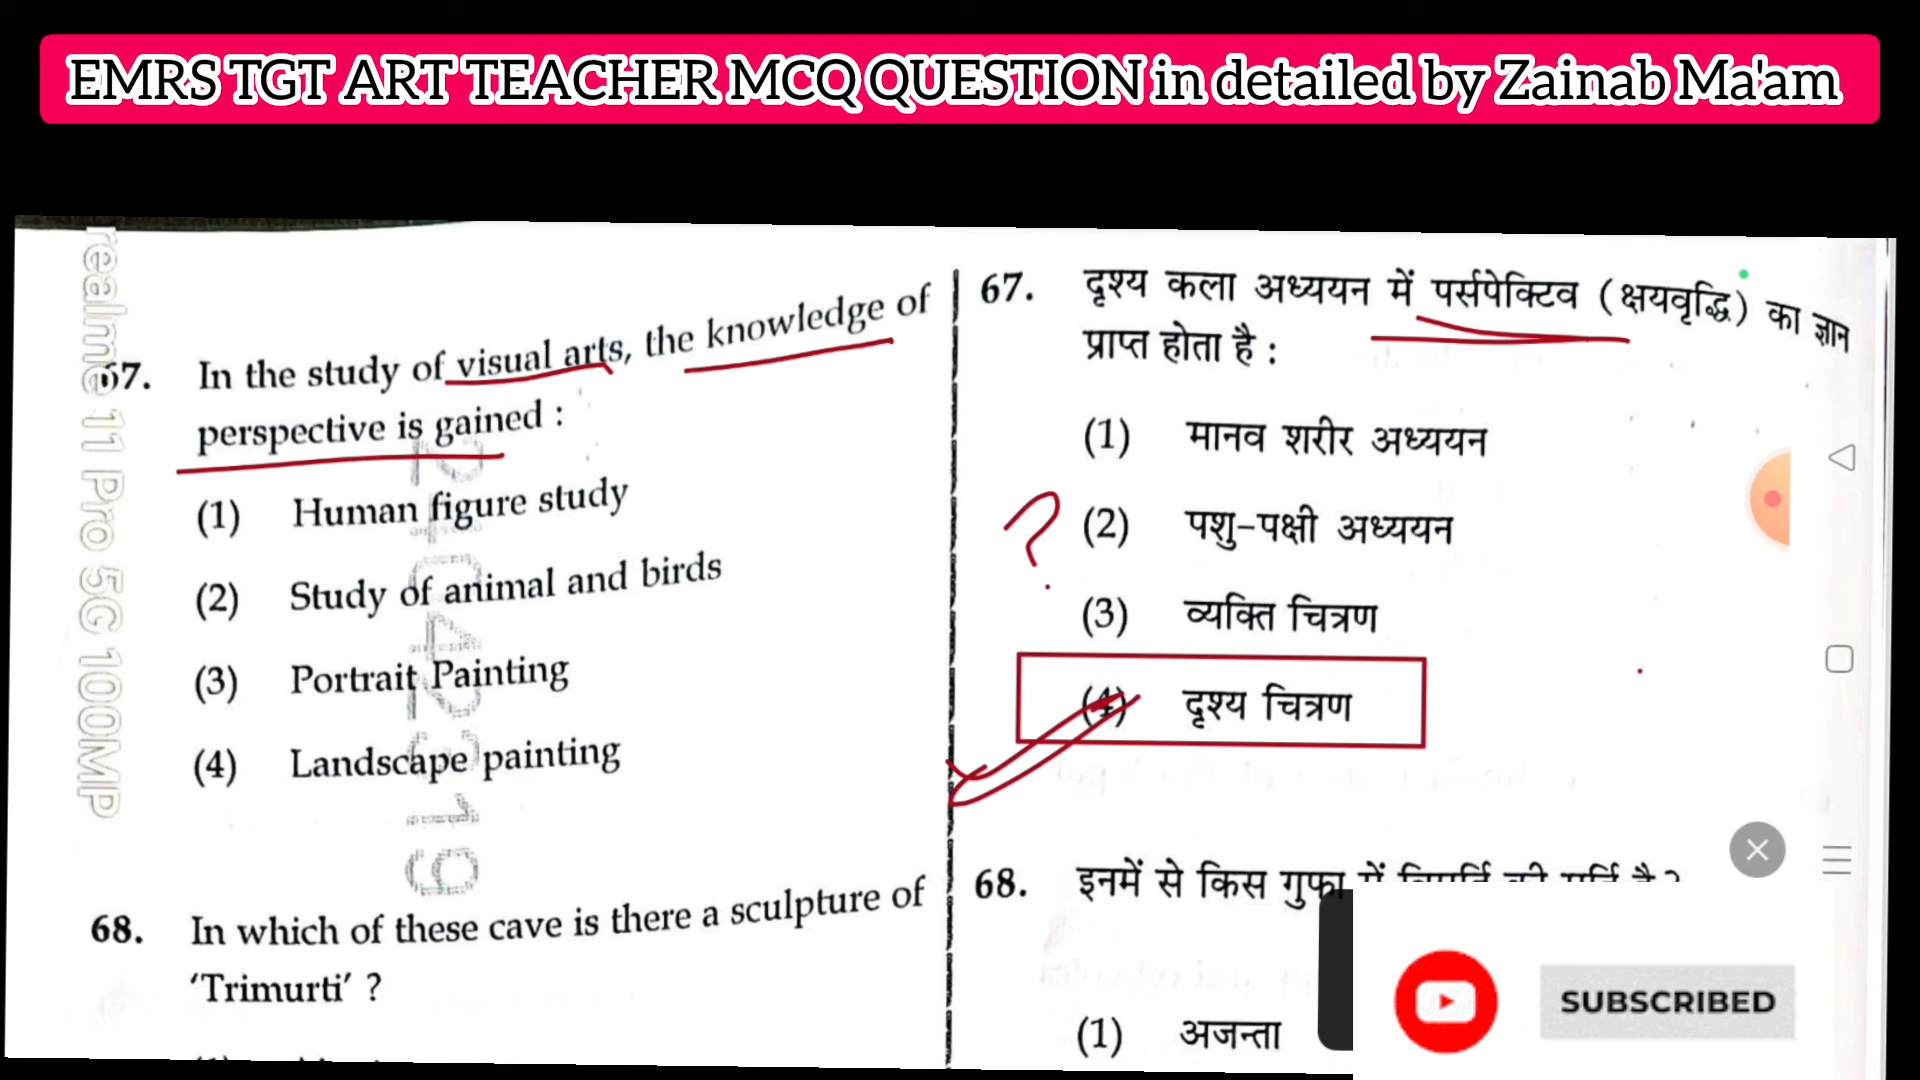 EMRS TGT ART TEACHER MCQ QUESTION in detailed by Zainab Ma'am
realme 11 Pro 5G 100MP
67. In the study of visual arts, the knowledge of
perspective is gained :
(1) Human figure study
(2) Study of animal and birds
(3) Portrait Painting
(4) Landscape painting
68. In which of these cave is there a sculpture of
‘Trimurti’ ?
67. दृश्य कला अध्ययन में पर्सपेक्टिव (क्षयवृद्धि) का ज्ञान
प्राप्त होता है :
(1) मानव शरीर अध्ययन
(2) पशु-पक्षी अध्ययन
?
(3) व्यक्ति चित्रण
(4) दृश्य चित्रण
68. इनमें से किस गुफा में
(1) अजन्ता
SUBSCRIBED